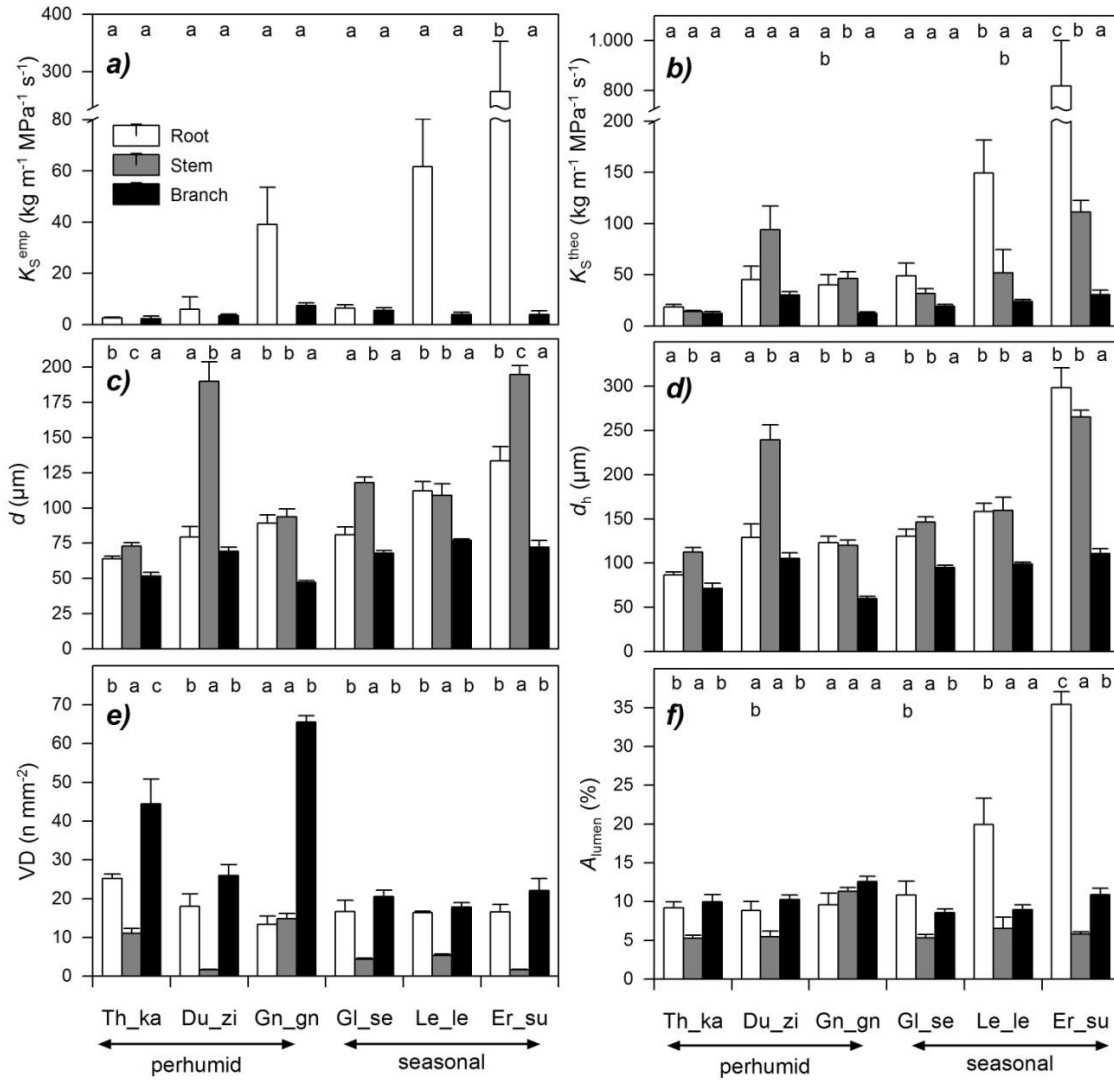 a a a a a a a a a a b a
a)
400
300
80
60
40
20
0
K_S^emp (kg m⁻¹ MPa⁻¹ s⁻¹)
Root
Stem
Branch
a a a a a a a b a a a a b a a c b a
b b
b)
1.000
800
200
150
100
50
0
K_S^theo (kg m⁻¹ MPa⁻¹ s⁻¹)
b c a a b a b b a a b a b b a b c a
c)
200
175
150
125
100
75
50
25
0
d (µm)
a b a a b a b b a b b a b b a b b a
d)
300
250
200
150
100
50
0
d_h (µm)
b a c b a b a a b b a b b a b b a b
e)
70
60
50
40
30
20
10
0
VD (n mm⁻²)
Th_ka Du_zi Gn_gn Gl_se Le_le Er_su
perhumid seasonal
b a b a a b a a a a a b b a a c a b
b b
f)
35
30
25
20
15
10
5
0
A_lumen (%)
Th_ka Du_zi Gn_gn Gl_se Le_le Er_su
perhumid seasonal